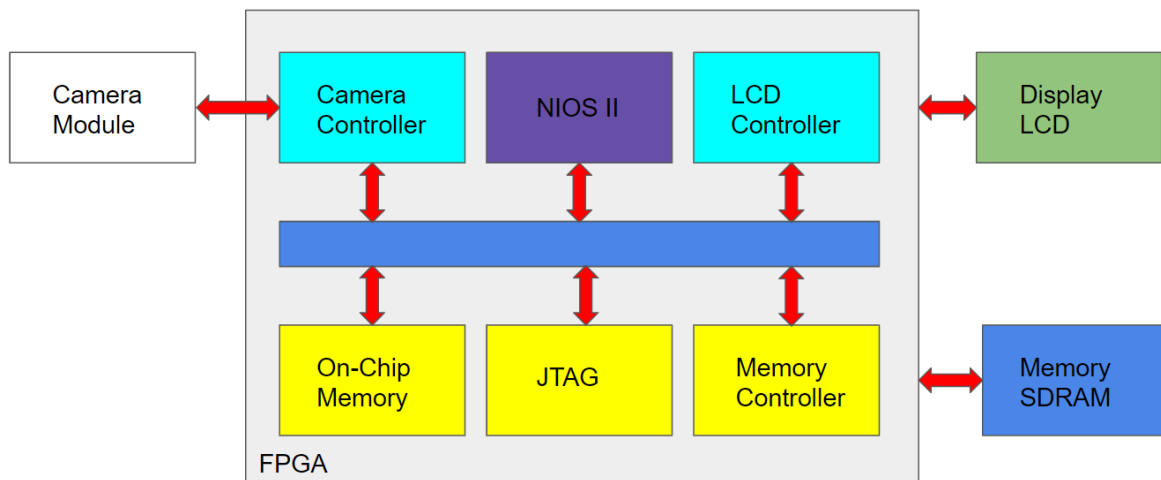 Camera
Module
Camera
Controller
NIOS II
LCD
Controller
Display
LCD
On-Chip
Memory
JTAG
Memory
Controller
Memory
SDRAM
FPGA